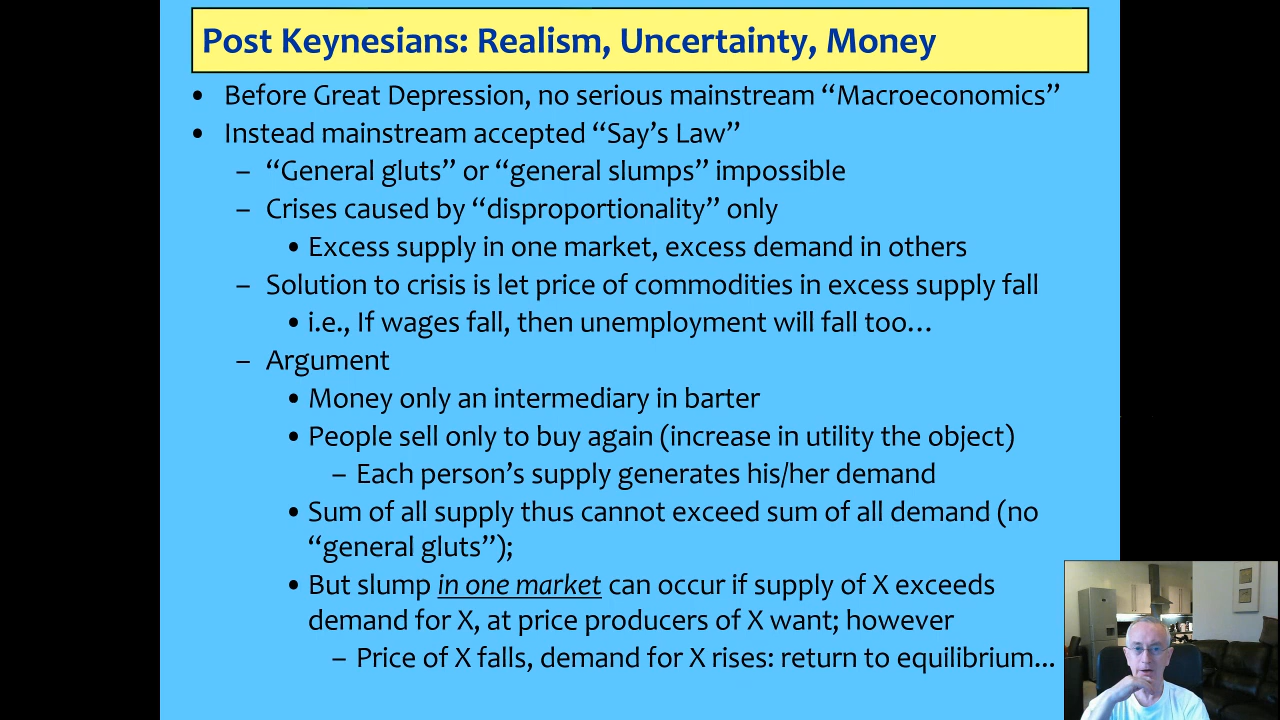 Post Keynesians: Realism, Uncertainty, Money
• Before Great Depression, no serious mainstream “Macroeconomics”
• Instead mainstream accepted “Say’s Law”
– “General gluts” or “general slumps” impossible
– Crises caused by “disproportionality” only
• Excess supply in one market, excess demand in others
– Solution to crisis is let price of commodities in excess supply fall
• i.e., If wages fall, then unemployment will fall too…
– Argument
• Money only an intermediary in barter
• People sell only to buy again (increase in utility the object)
– Each person’s supply generates his/her demand
• Sum of all supply thus cannot exceed sum of all demand (no
“general gluts”);
• But slump in one market can occur if supply of X exceeds
demand for X, at price producers of X want; however
– Price of X falls, demand for X rises: return to equilibrium...